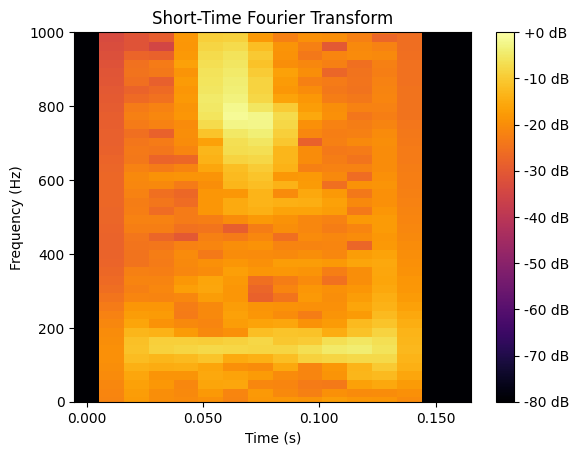 Short-Time Fourier Transform
Frequency (Hz)
1000
800
600
400
200
0
0.000 0.050 0.100 0.150
Time (s)
+0 dB
-10 dB
-20 dB
-30 dB
-40 dB
-50 dB
-60 dB
-70 dB
-80 dB